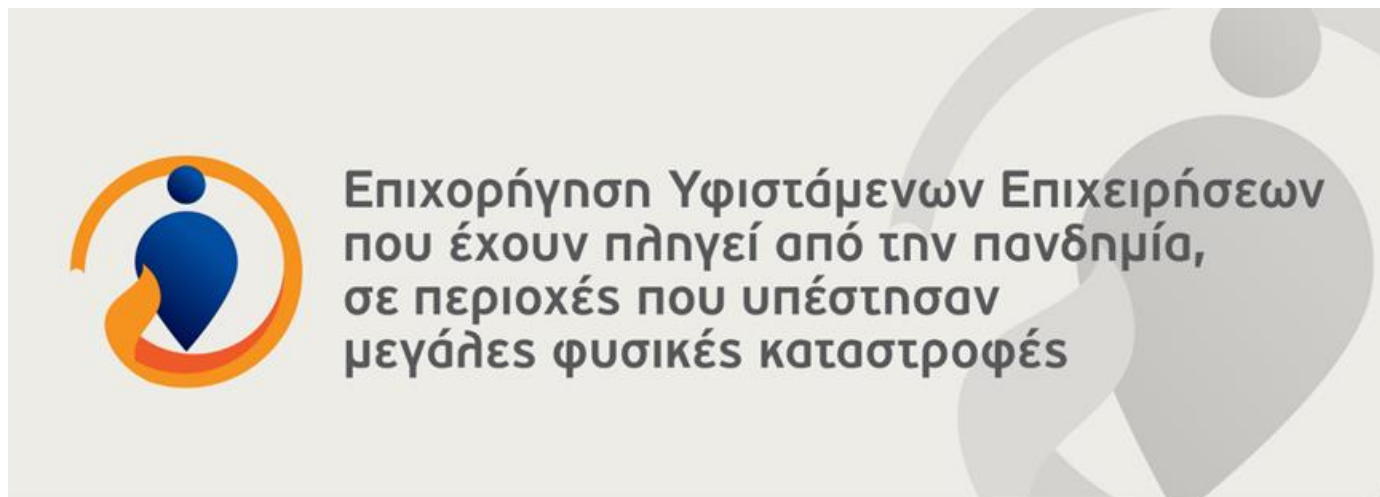 Επιχορήγηση Υφιστάμενων Επιχειρήσεων
που έχουν πληγεί από την πανδημία,
σε περιοχές που υπέστησαν
μεγάλες φυσικές καταστροφές